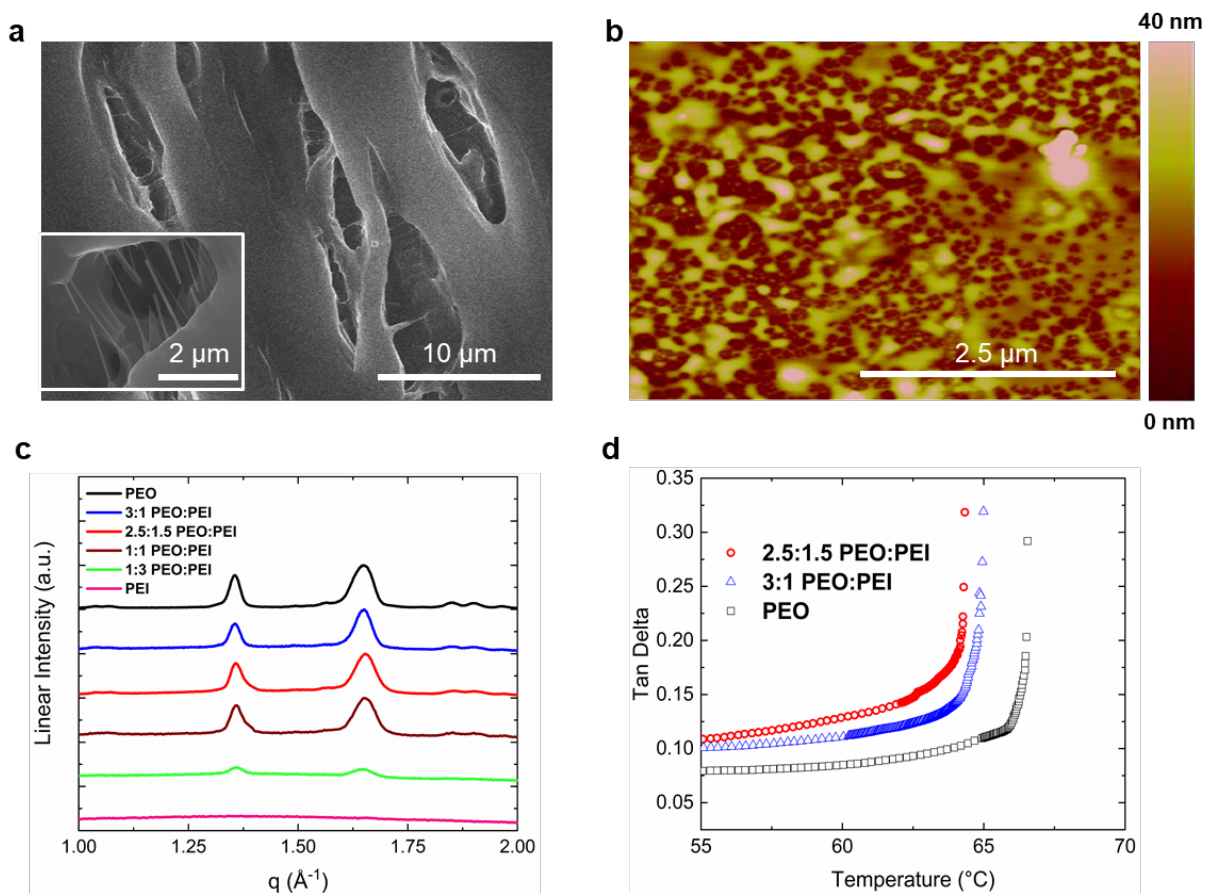 a
2 µm
10 µm
b
2.5 µm
40 nm
0 nm
c
PEO
3:1 PEO:PEI
2.5:1.5 PEO:PEI
1:1 PEO:PEI
1:3 PEO:PEI
PEI
Linear Intensity (a.u.)
1.00 1.25 1.50 1.75 2.00
q (Å⁻¹)
d
0.35
0.30
0.25
0.20
0.15
0.10
0.05
Tan Delta
2.5:1.5 PEO:PEI
3:1 PEO:PEI
PEO
55 60 65 70
Temperature (°C)